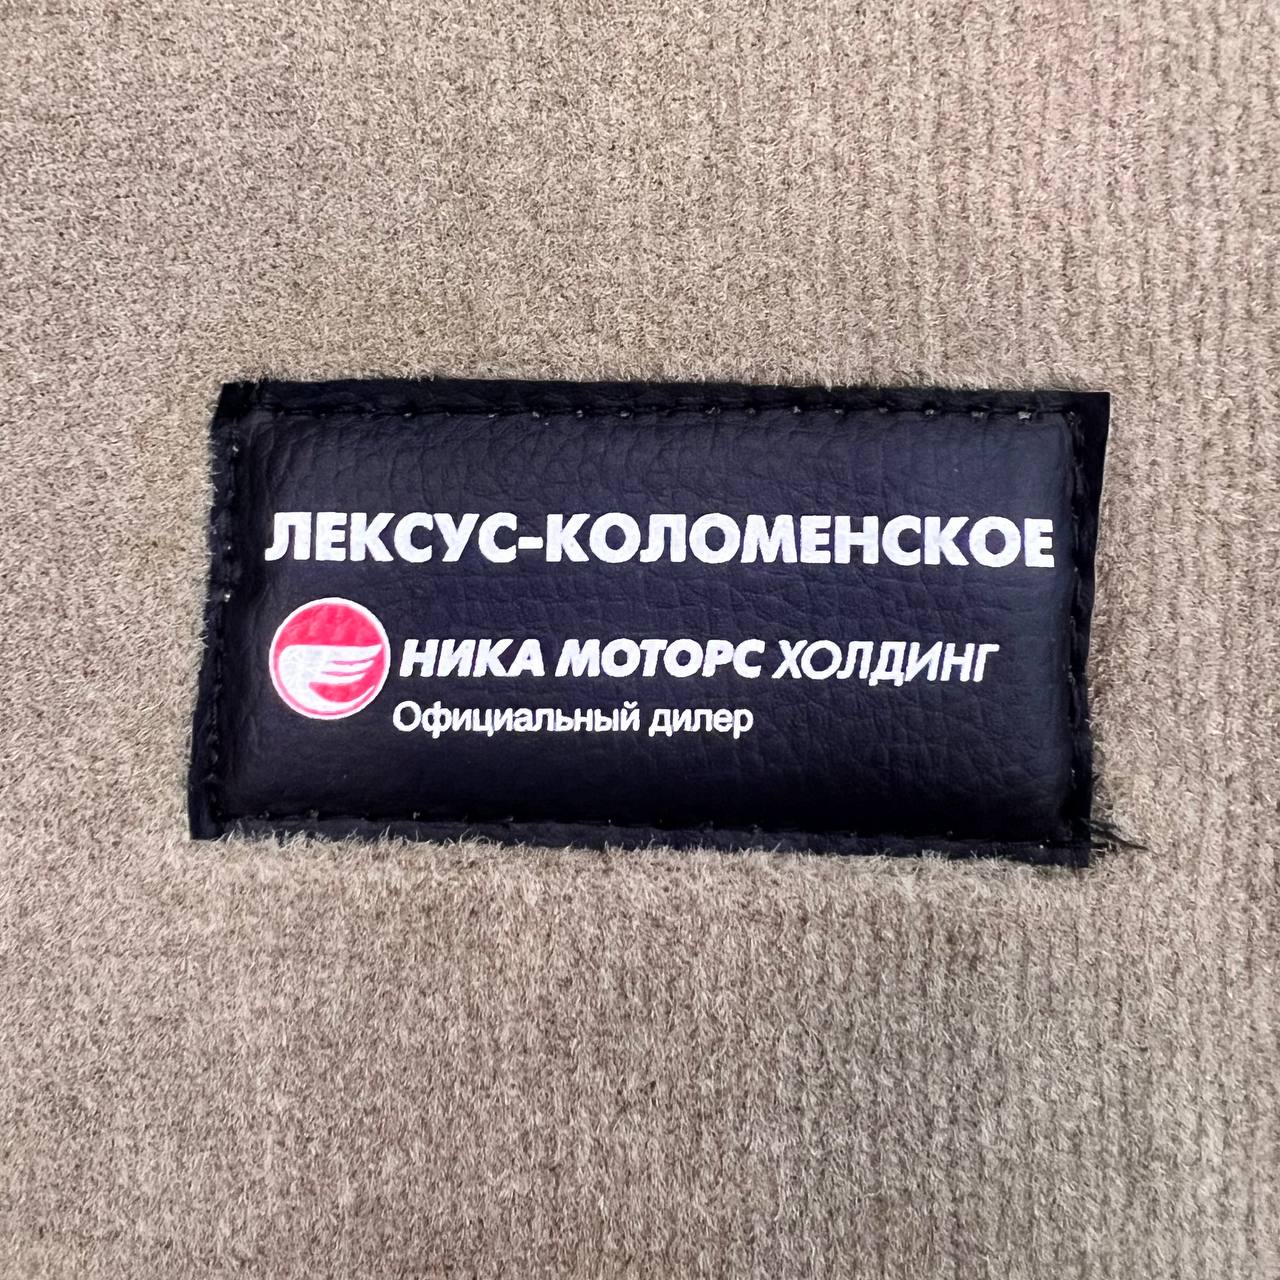 ЛЕКСУС-КОЛОМЕНСКОЕ
НИКА МОТОРС ХОЛДИНГ
Официальный дилер